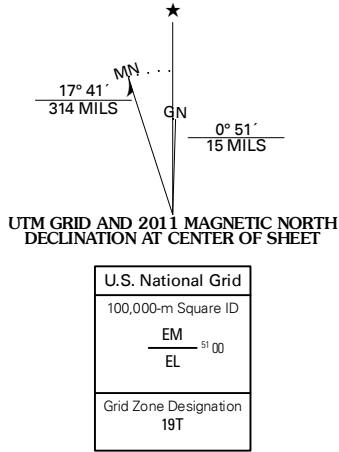 ★
MN
17° 41´
314 MILS
GN
0° 51´
15 MILS
UTM GRID AND 2011 MAGNETIC NORTH
DECLINATION AT CENTER OF SHEET
U.S. National Grid
100,000-m Square ID
EM
51 00
EL
Grid Zone Designation
19T